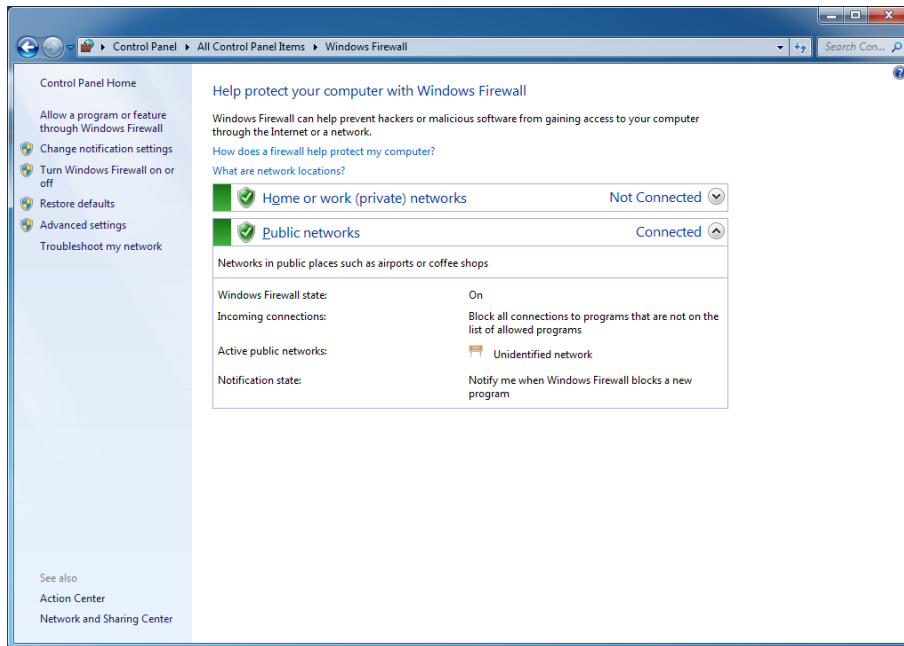 Control Panel ▸ All Control Panel Items ▸ Windows Firewall
Search Con...
Control Panel Home
Allow a program or feature
through Windows Firewall
Change notification settings
Turn Windows Firewall on or
off
Restore defaults
Advanced settings
Troubleshoot my network
Help protect your computer with Windows Firewall
Windows Firewall can help prevent hackers or malicious software from gaining access to your computer
through the Internet or a network.
How does a firewall help protect my computer?
What are network locations?
Home or work (private) networks Not Connected
Public networks Connected
Networks in public places such as airports or coffee shops
Windows Firewall state: On
Incoming connections: Block all connections to programs that are not on the
list of allowed programs
Active public networks: Unidentified network
Notification state: Notify me when Windows Firewall blocks a new
program
See also
Action Center
Network and Sharing Center